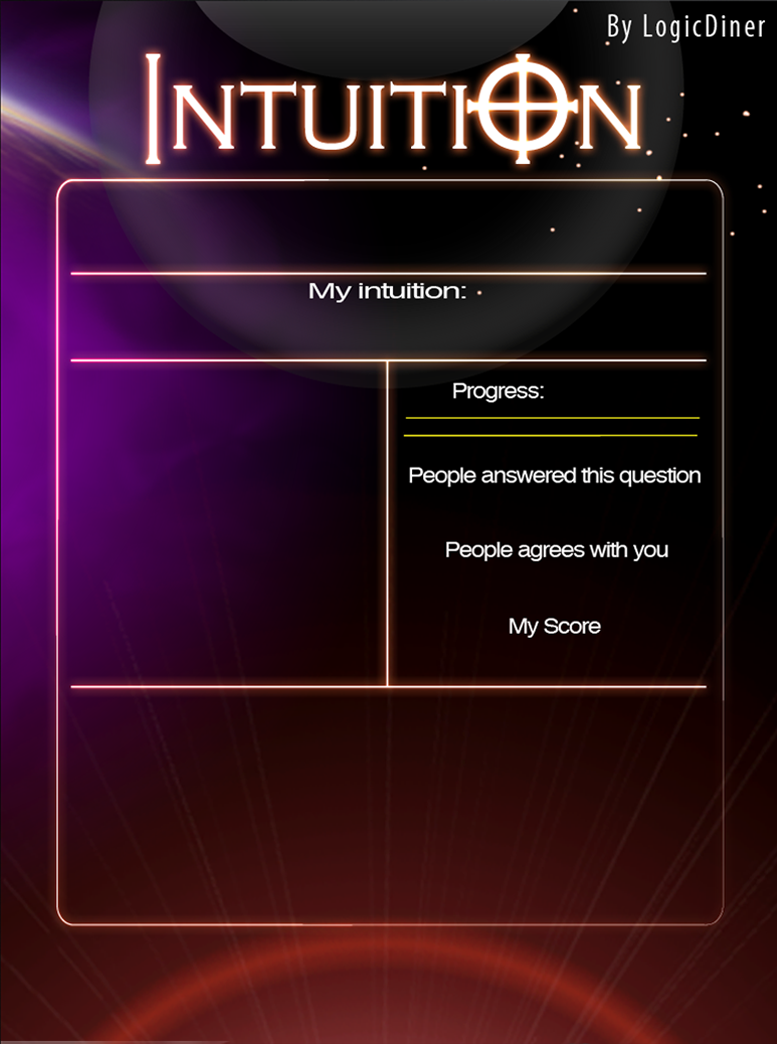 By LogicDiner
INTUITION
My intuition:
Progress:
People answered this question
People agrees with you
My Score